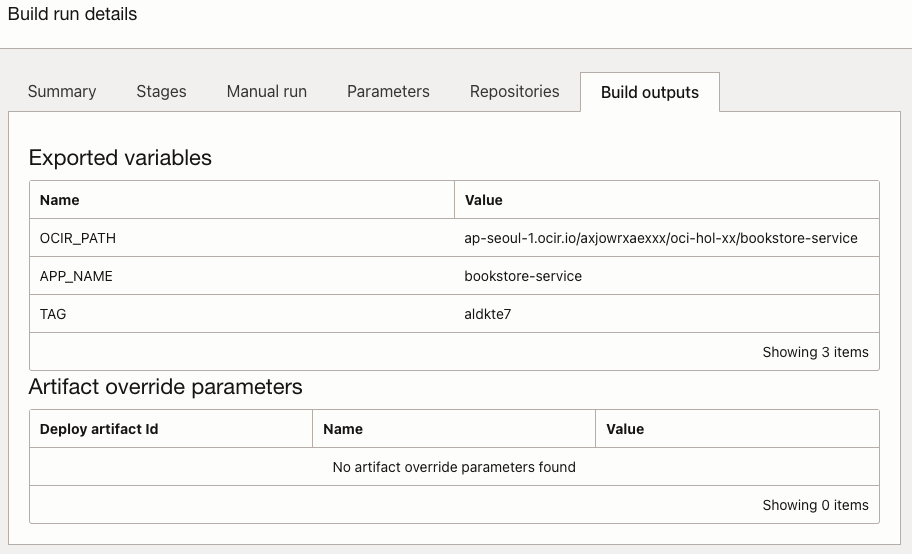 Build run details
Summary Stages Manual run Parameters Repositories Build outputs
Exported variables
Name Value
OCIR_PATH ap-seoul-1.ocir.io/axjowrxaexxx/oci-hol-xx/bookstore-service
APP_NAME bookstore-service
TAG aldkte7
Showing 3 items
Artifact override parameters
Deploy artifact Id Name Value
No artifact override parameters found
Showing 0 items